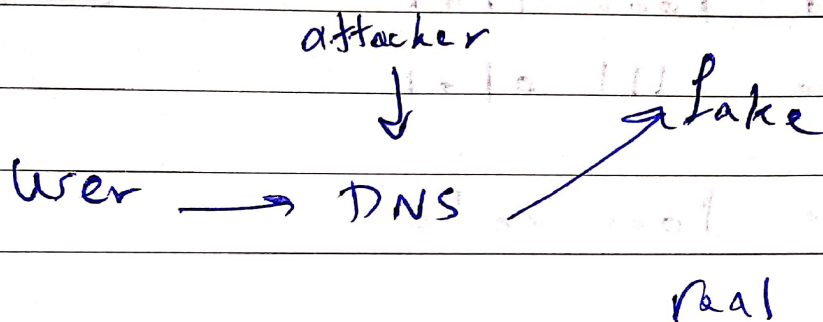 attacker
fake
User → DNS
real